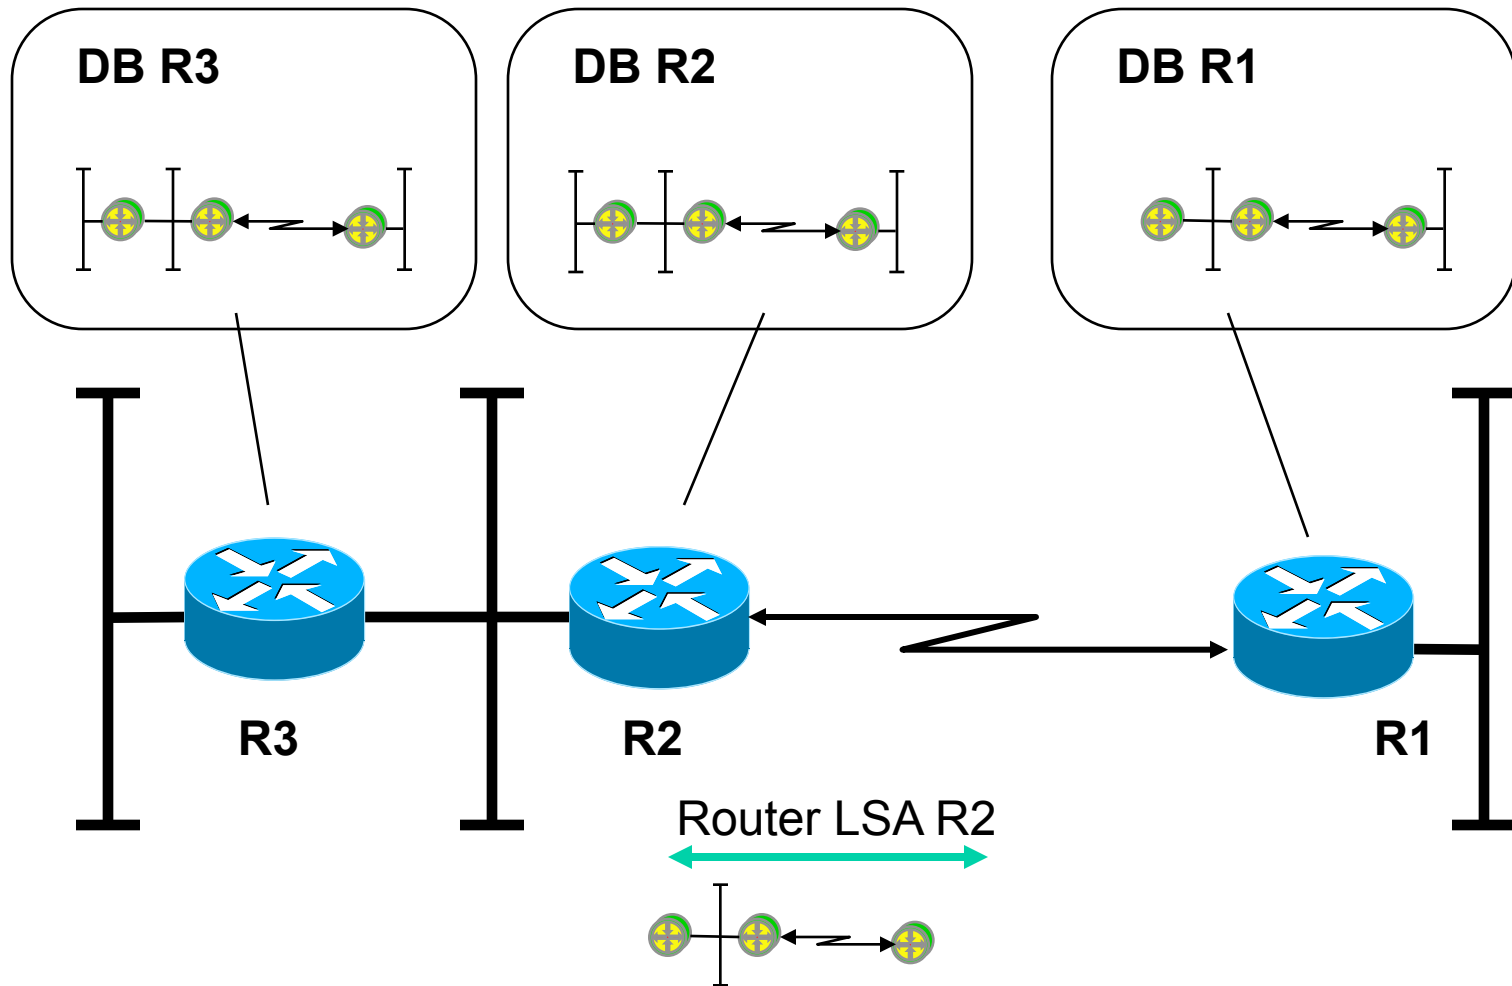 DB R3
DB R2
DB R1
R3
R2
R1
Router LSA R2